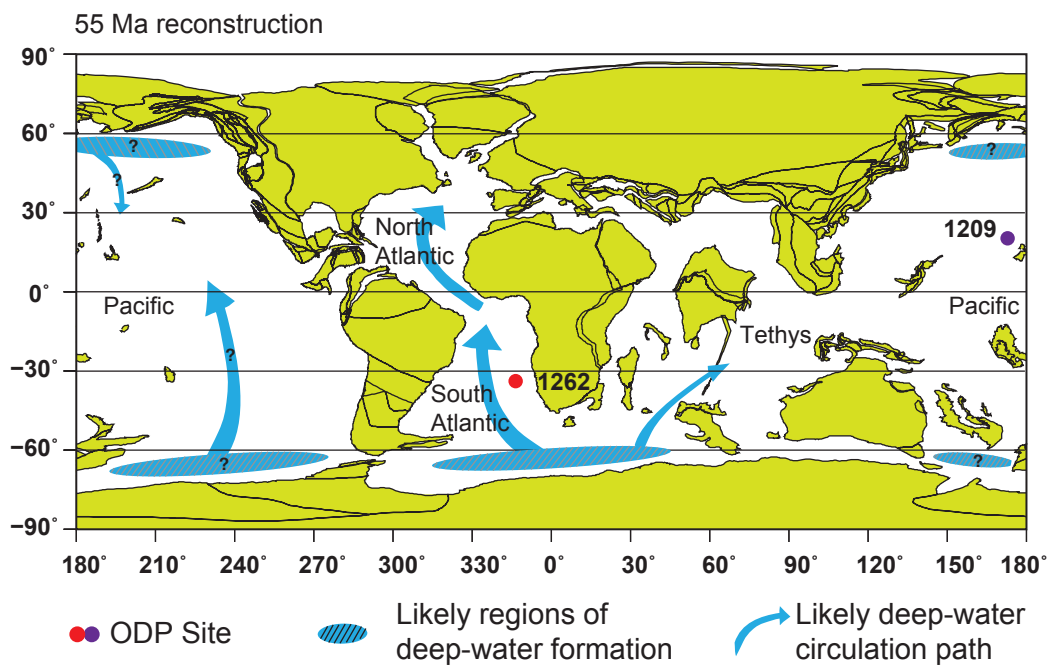 55 Ma reconstruction
90˚
60˚
30˚
0˚
−30˚
−60˚
−90˚
?
?
?
1209
North
Atlantic
Pacific
Pacific
Tethys
?
1262
South
Atlantic
?
?
180˚ 210˚ 240˚ 270˚ 300˚ 330˚ 0˚ 30˚ 60˚ 90˚ 120˚ 150˚ 180˚
ODP Site
Likely regions of
deep-water formation
Likely deep-water
circulation path